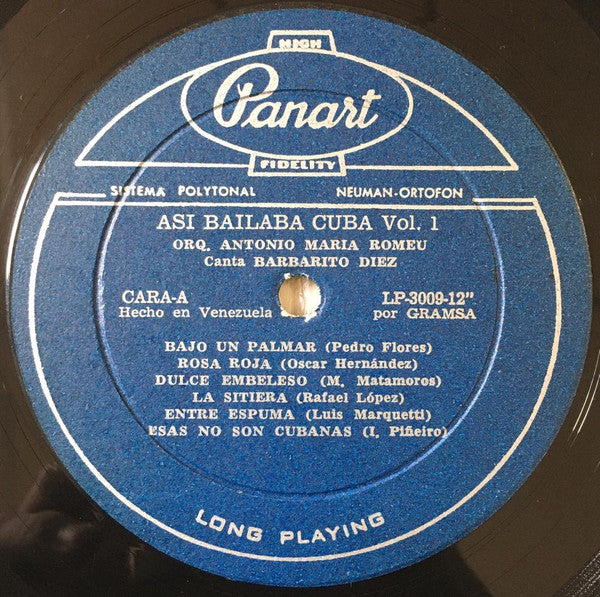 HIGH
Panart
FIDELITY
SISTEMA POLYTONAL NEUMAN-ORTOFON
ASI BAILABA CUBA Vol. 1
ORQ. ANTONIO MARIA ROMEU
Canta BARBARITO DIEZ
CARA-A LP-3009-12"
Hecho en Venezuela por GRAMSA
BAJO UN PALMAR (Pedro Flores)
ROSA ROJA (Oscar Hernández)
DULCE EMBELESO (M. Matamoros)
LA SITIERA (Rafael López)
ENTRE ESPUMA (Luis Marquetti)
ESAS NO SON CUBANAS (I, Piñeiro)
LONG PLAYING